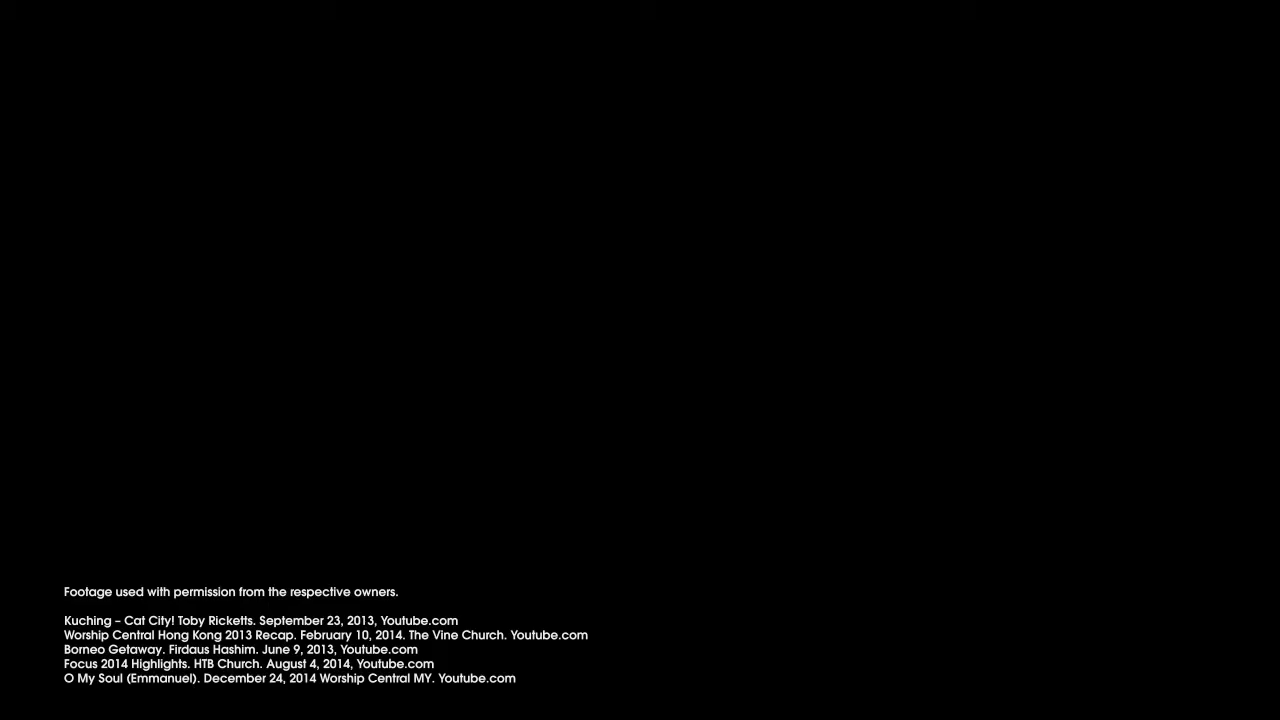 Footage used with permission from the respective owners.
Kuching – Cat City! Toby Ricketts. September 23, 2013, Youtube.com
Worship Central Hong Kong 2013 Recap. February 10, 2014. The Vine Church. Youtube.com
Borneo Getaway. Firdaus Hashim. June 9, 2013, Youtube.com
Focus 2014 Highlights. HTB Church. August 4, 2014, Youtube.com
O My Soul (Emmanuel). December 24, 2014 Worship Central MY. Youtube.com